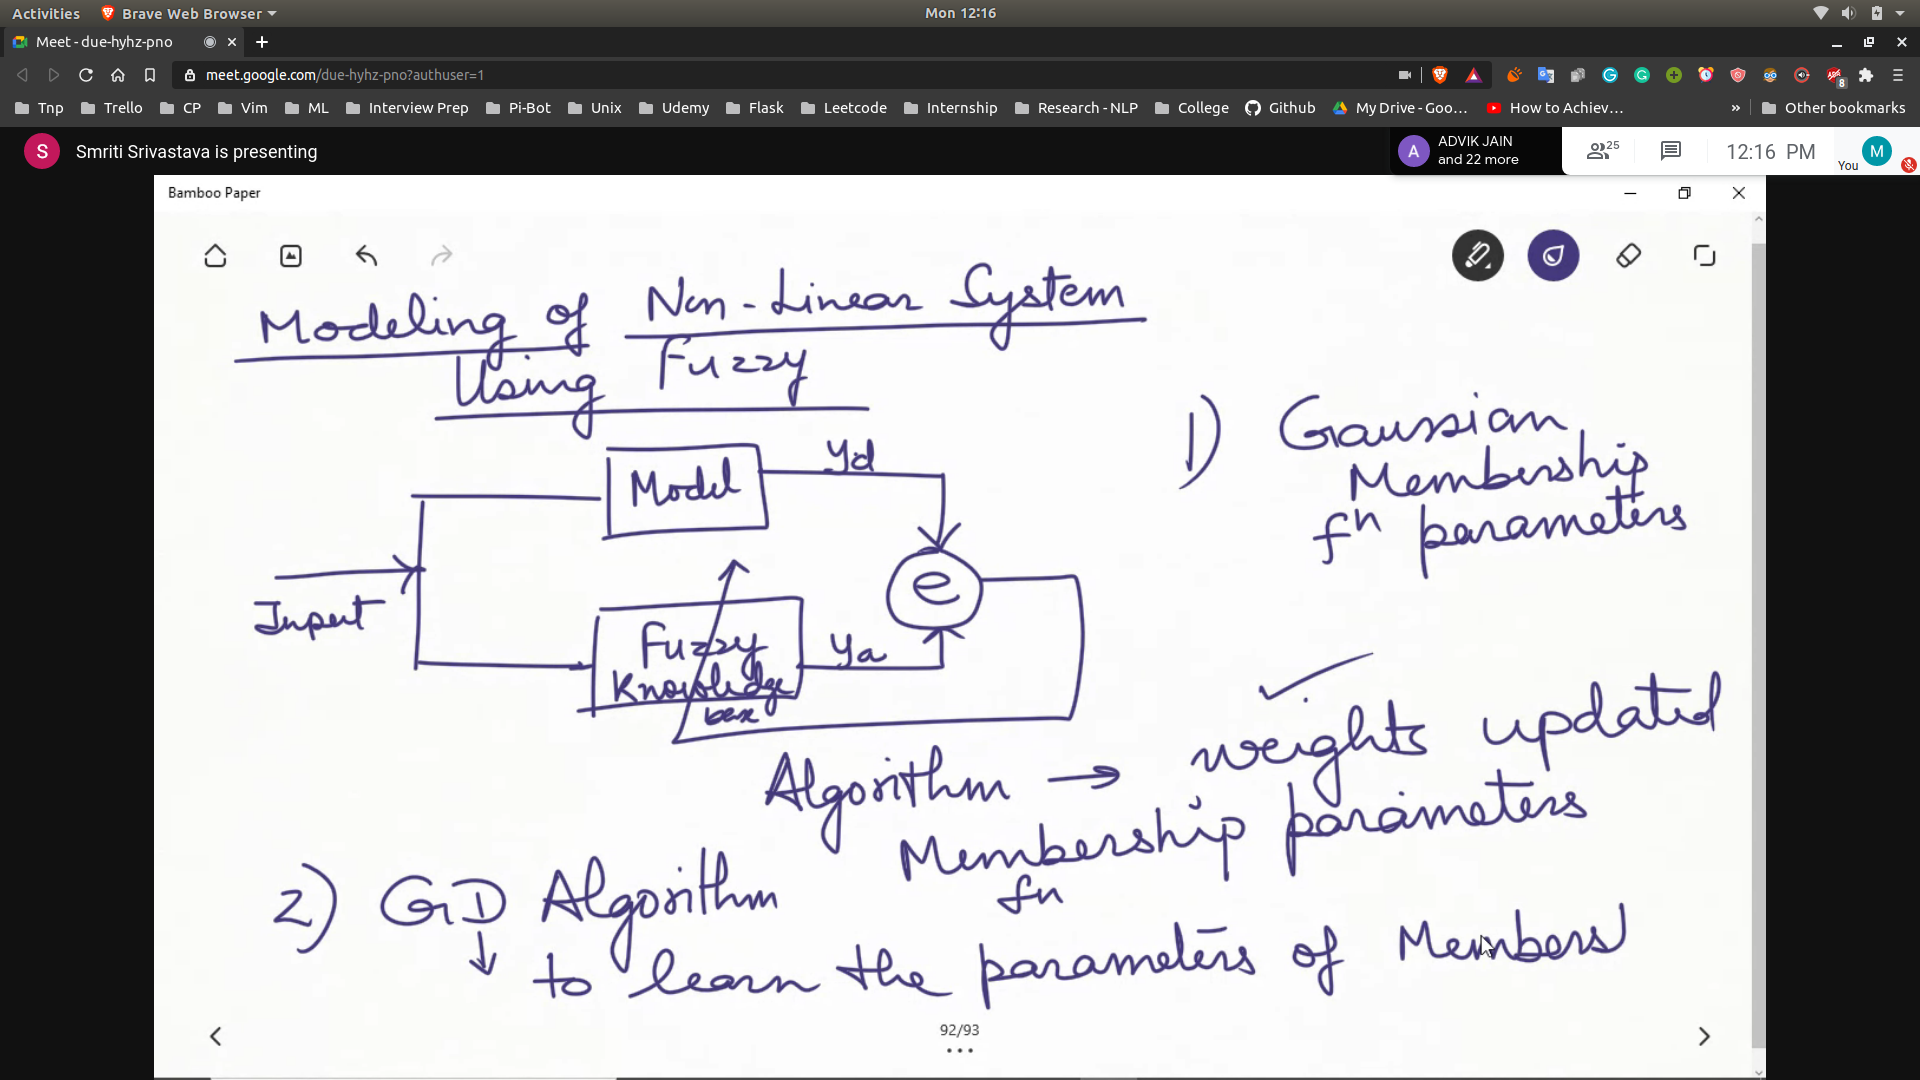 Activities Brave Web Browser Mon 12:16
Meet - due-hyhz-pno
meet.google.com/due-hyhz-pno?authuser=1 8
Tnp Trello CP Vim ML Interview Prep Pi-Bot Unix Udemy Flask Leetcode Internship Research - NLP College Github My Drive - Goo... How to Achiev... » Other bookmarks
S Smriti Srivastava is presenting A ADVIK JAIN and 22 more 25 12:16 PM You M
Bamboo Paper
Modeling of Non-Linear System
Using Fuzzy
1) Gaussian
Membership
fn parameters
Model
yd
e
Input
Fuzzy
Knowledge
ya
Algorithm → weights updated
Membership parameters
fn
2) GD Algorithm
to learn the parameters of Members
92/93